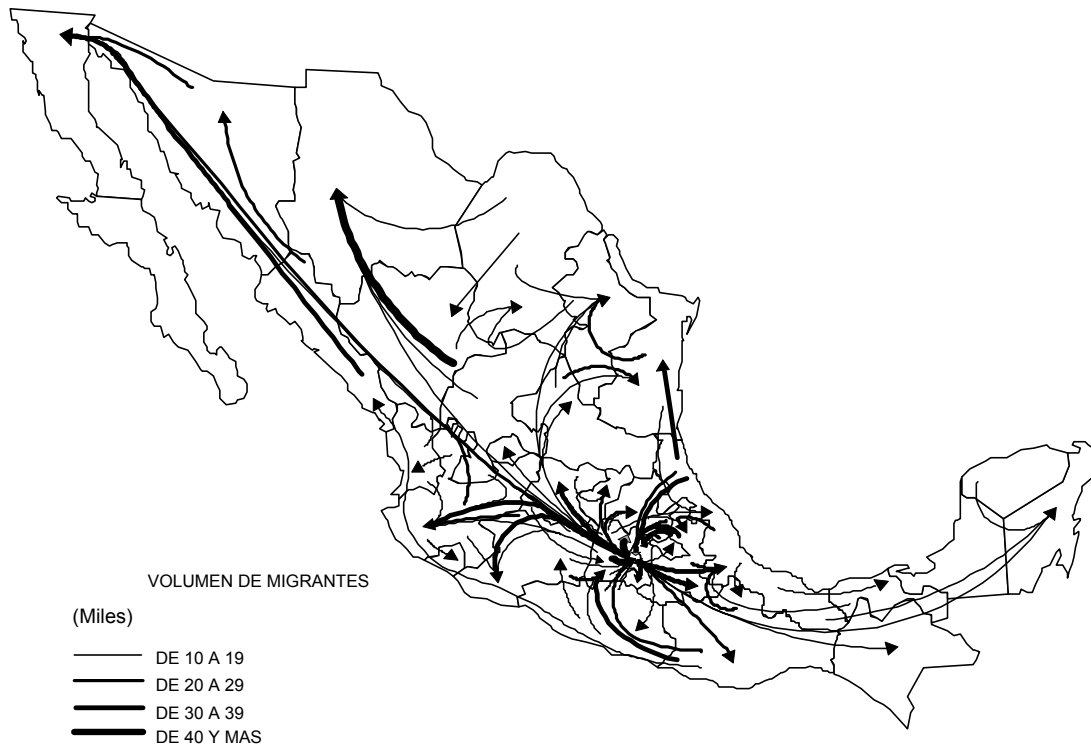 VOLUMEN DE MIGRANTES
(Miles)
DE 10 A 19
DE 20 A 29
DE 30 A 39
DE 40 Y MAS